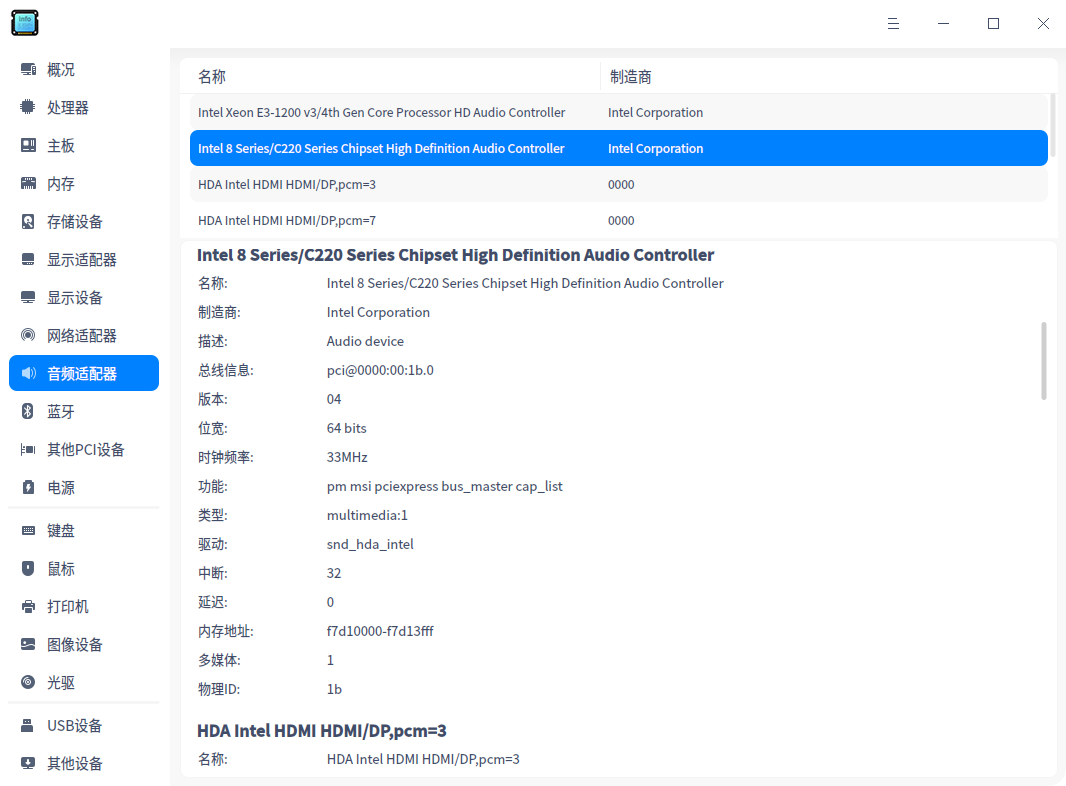 info
概况
处理器
主板
内存
存储设备
显示适配器
显示设备
网络适配器
音频适配器
蓝牙
其他PCI设备
电源
键盘
鼠标
打印机
图像设备
光驱
USB设备
其他设备
名称 制造商
Intel Xeon E3-1200 v3/4th Gen Core Processor HD Audio Controller Intel Corporation
Intel 8 Series/C220 Series Chipset High Definition Audio Controller Intel Corporation
HDA Intel HDMI HDMI/DP,pcm=3 0000
HDA Intel HDMI HDMI/DP,pcm=7 0000
Intel 8 Series/C220 Series Chipset High Definition Audio Controller
名称: Intel 8 Series/C220 Series Chipset High Definition Audio Controller
制造商: Intel Corporation
描述: Audio device
总线信息: pci@0000:00:1b.0
版本: 04
位宽: 64 bits
时钟频率: 33MHz
功能: pm msi pciexpress bus_master cap_list
类型: multimedia:1
驱动: snd_hda_intel
中断: 32
延迟: 0
内存地址: f7d10000-f7d13fff
多媒体: 1
物理ID: 1b
HDA Intel HDMI HDMI/DP,pcm=3
名称: HDA Intel HDMI HDMI/DP,pcm=3